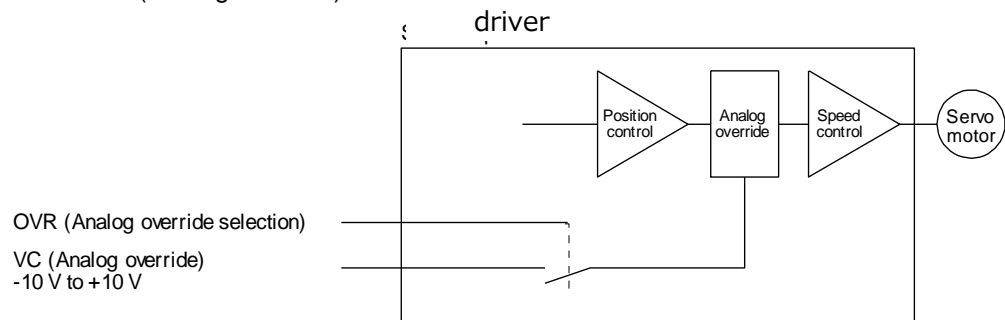 driver
Position
control
Analog
override
Speed
control
Servo
motor
OVR (Analog override selection)
VC (Analog override)
-10 V to +10 V